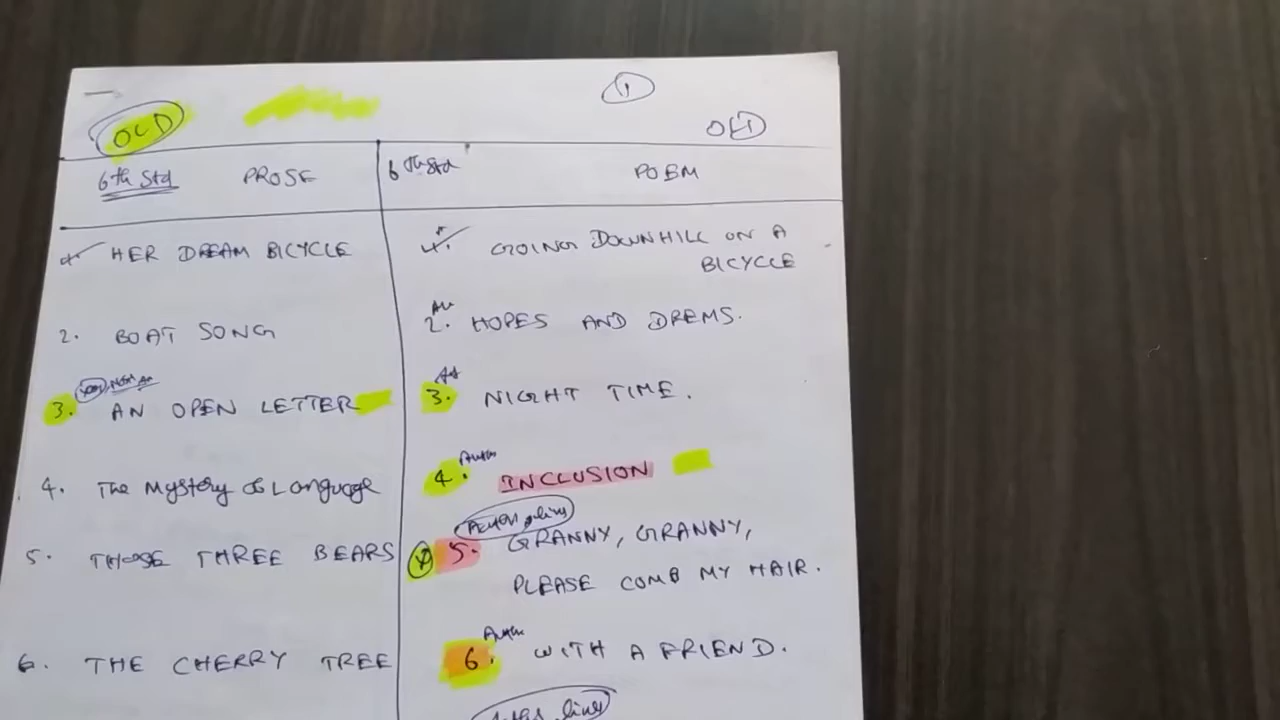 1
OLD
OLD
6th Std PROSE
6th Std POEM
HER DREAM BICYCLE
2. BOAT SONG
3. AN OPEN LETTER
4. The Mystery of Language
5. THOSE THREE BEARS
6. THE CHERRY TREE
GOING DOWNHILL ON A
BICYCLE
2. HOPES AND DREMS.
3. NIGHT TIME.
4. INCLUSION
5. GRANNY, GRANNY,
PLEASE COMB MY HAIR.
6. WITH A FRIEND.